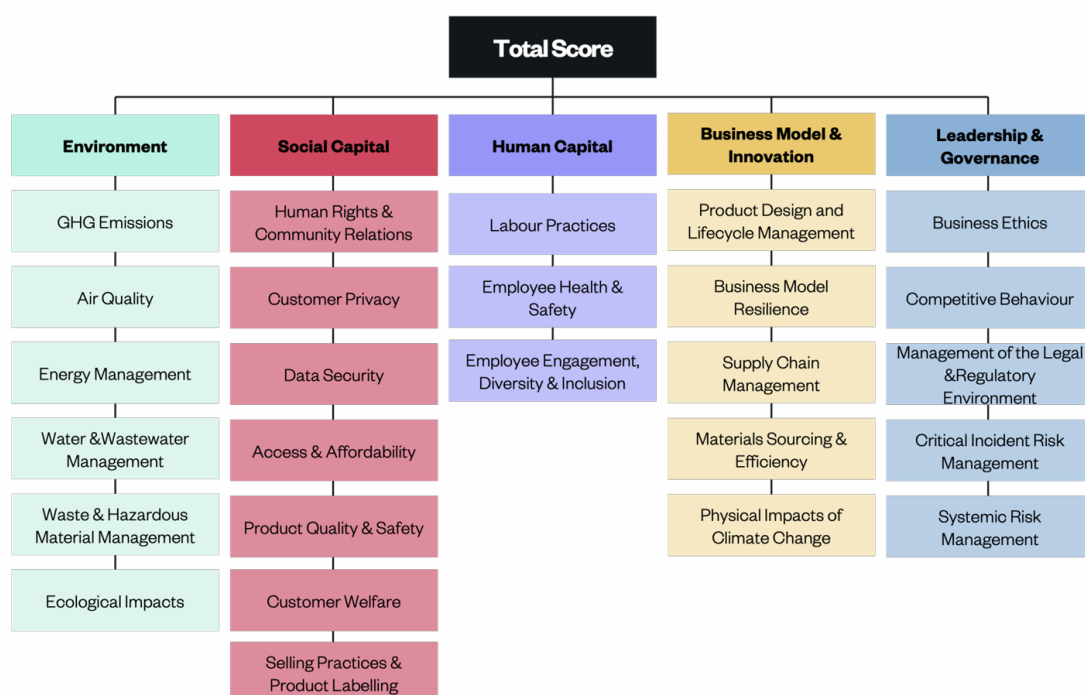 Total Score
Environment
GHG Emissions
Air Quality
Energy Management
Water &Wastewater
Management
Waste & Hazardous
Material Management
Ecological Impacts
Social Capital
Human Rights &
Community Relations
Customer Privacy
Data Security
Access & Affordability
Product Quality & Safety
Customer Welfare
Selling Practices &
Product Labelling
Human Capital
Labour Practices
Employee Health &
Safety
Employee Engagement,
Diversity & Inclusion
Business Model &
Innovation
Product Design and
Lifecycle Management
Business Model
Resilience
Supply Chain
Management
Materials Sourcing &
Efficiency
Physical Impacts of
Climate Change
Leadership &
Governance
Business Ethics
Competitive Behaviour
Management of the Legal
&Regulatory
Environment
Critical Incident Risk
Management
Systemic Risk
Management